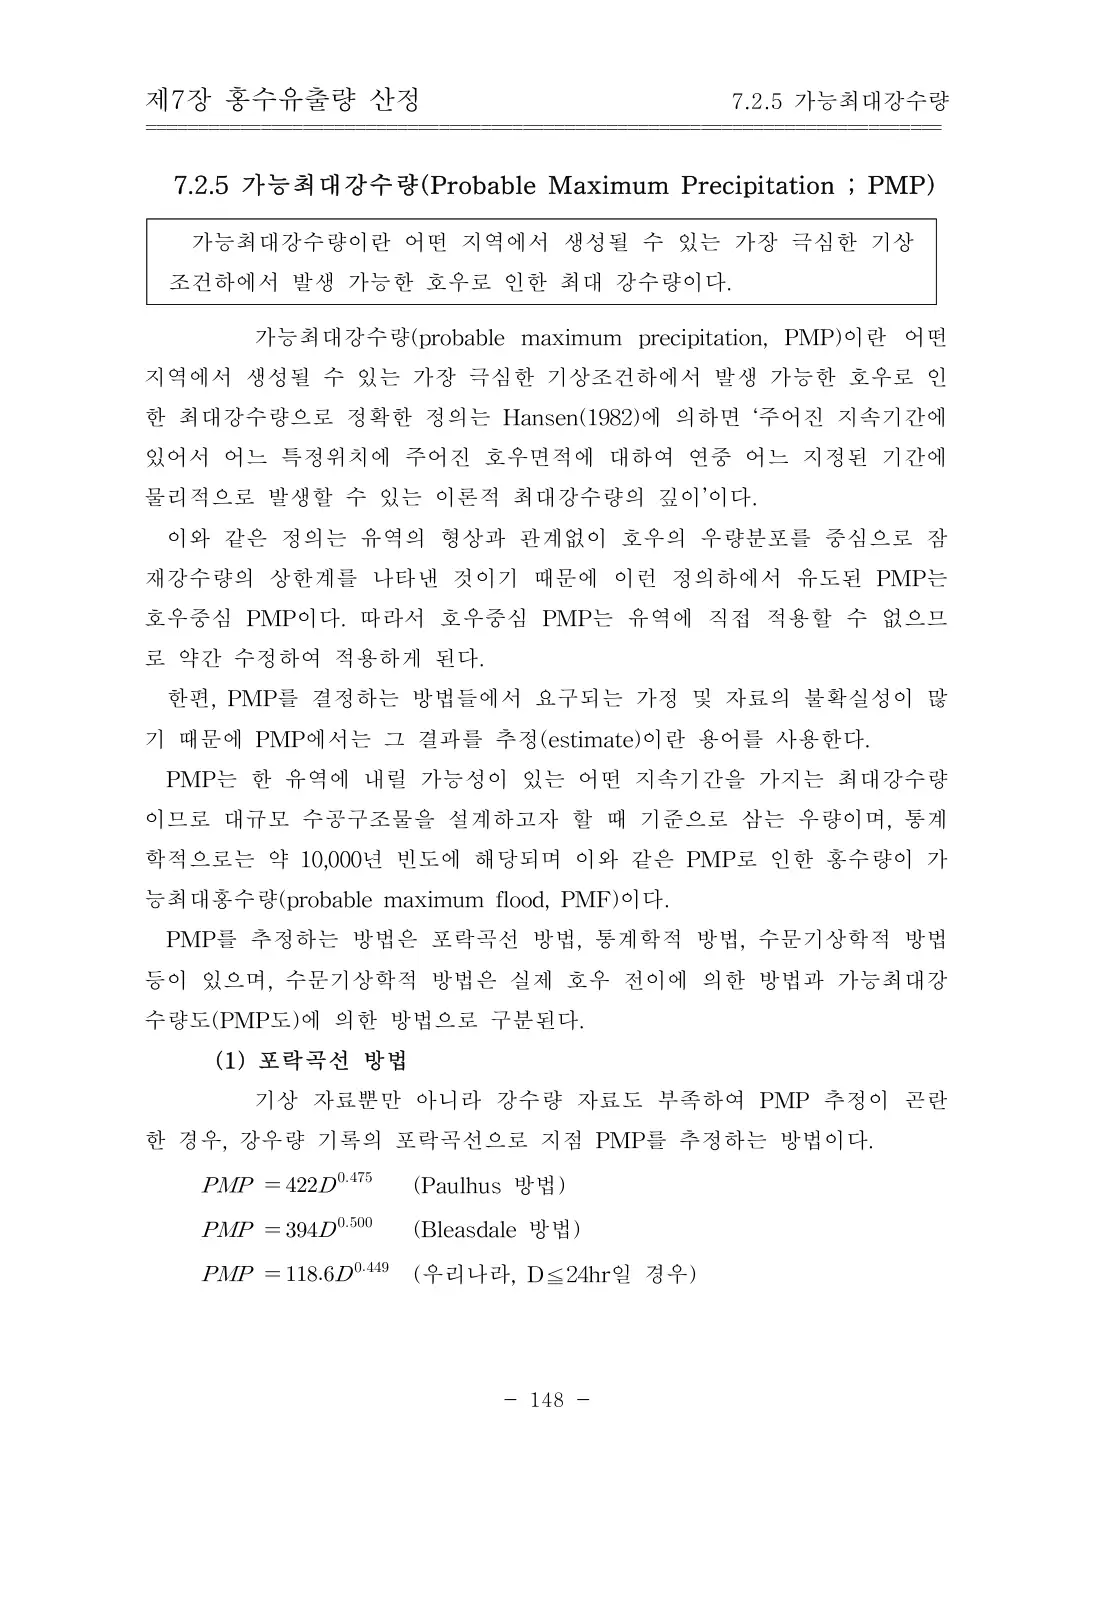 제7장 홍수유출량 산정 7.2.5 가능최대강수량
7.2.5 가능최대강수량(Probable Maximum Precipitation ; PMP)
가능최대강수량이란 어떤 지역에서 생성될 수 있는 가장 극심한 기상
조건하에서 발생 가능한 호우로 인한 최대 강수량이다.
가능최대강수량(probable maximum precipitation, PMP)이란 어떤
지역에서 생성될 수 있는 가장 극심한 기상조건하에서 발생 가능한 호우로 인
한 최대강수량으로 정확한 정의는 Hansen(1982)에 의하면 ‘주어진 지속기간에
있어서 어느 특정위치에 주어진 호우면적에 대하여 연중 어느 지정된 기간에
물리적으로 발생할 수 있는 이론적 최대강수량의 깊이’이다.
이와 같은 정의는 유역의 형상과 관계없이 호우의 우량분포를 중심으로 잠
재강수량의 상한계를 나타낸 것이기 때문에 이런 정의하에서 유도된 PMP는
호우중심 PMP이다. 따라서 호우중심 PMP는 유역에 직접 적용할 수 없으므
로 약간 수정하여 적용하게 된다.
한편, PMP를 결정하는 방법들에서 요구되는 가정 및 자료의 불확실성이 많
기 때문에 PMP에서는 그 결과를 추정(estimate)이란 용어를 사용한다.
PMP는 한 유역에 내릴 가능성이 있는 어떤 지속기간을 가지는 최대강수량
이므로 대규모 수공구조물을 설계하고자 할 때 기준으로 삼는 우량이며, 통계
학적으로는 약 10,000년 빈도에 해당되며 이와 같은 PMP로 인한 홍수량이 가
능최대홍수량(probable maximum flood, PMF)이다.
PMP를 추정하는 방법은 포락곡선 방법, 통계학적 방법, 수문기상학적 방법
등이 있으며, 수문기상학적 방법은 실제 호우 전이에 의한 방법과 가능최대강
수량도(PMP도)에 의한 방법으로 구분된다.
(1) 포락곡선 방법
기상 자료뿐만 아니라 강수량 자료도 부족하여 PMP 추정이 곤란
한 경우, 강우량 기록의 포락곡선으로 지점 PMP를 추정하는 방법이다.
PMP = 422D^0.475 (Paulhus 방법)
PMP = 394D^0.500 (Bleasdale 방법)
PMP = 118.6D^0.449 (우리나라, D≦24hr일 경우)
- 148 -